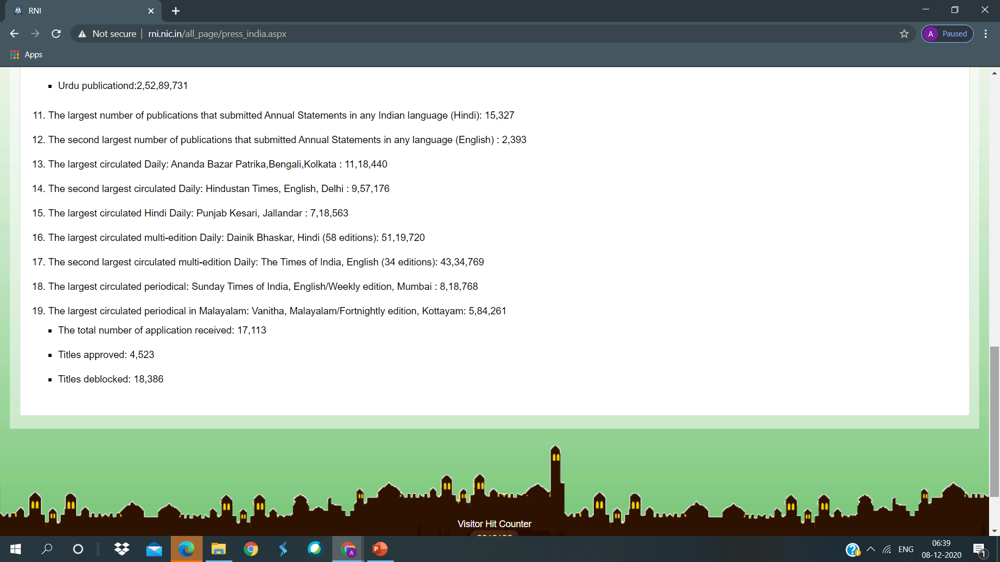 RNI
Not secure | rni.nic.in/all_page/press_india.aspx
A Paused
Apps
Urdu publicationd:2,52,89,731
11. The largest number of publications that submitted Annual Statements in any Indian language (Hindi): 15,327
12. The second largest number of publications that submitted Annual Statements in any language (English) : 2,393
13. The largest circulated Daily: Ananda Bazar Patrika,Bengali,Kolkata : 11,18,440
14. The second largest circulated Daily: Hindustan Times, English, Delhi : 9,57,176
15. The largest circulated Hindi Daily: Punjab Kesari, Jallandar : 7,18,563
16. The largest circulated multi-edition Daily: Dainik Bhaskar, Hindi (58 editions): 51,19,720
17. The second largest circulated multi-edition Daily: The Times of India, English (34 editions): 43,34,769
18. The largest circulated periodical: Sunday Times of India, English/Weekly edition, Mumbai : 8,18,768
19. The largest circulated periodical in Malayalam: Vanitha, Malayalam/Fortnightly edition, Kottayam: 5,84,261
The total number of application received: 17,113
Titles approved: 4,523
Titles deblocked: 18,386
Visitor Hit Counter
A
P
ENG
06:39
08-12-2020
1